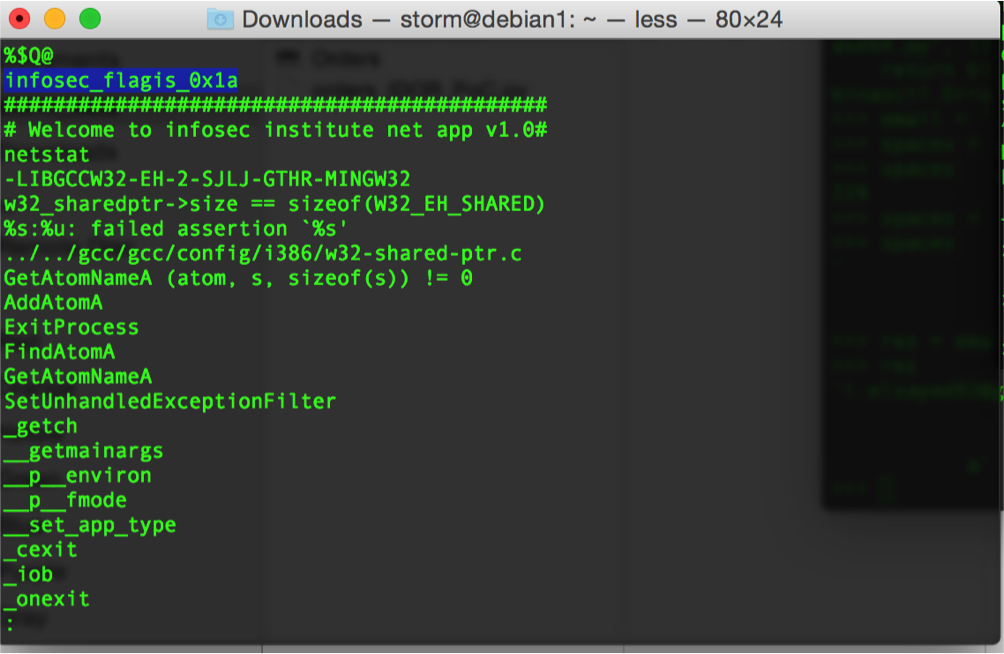 Downloads — storm@debian1: ~ — less — 80×24
%$Q@
infosec_flagis_0x1a
############################################
# Welcome to infosec institute net app v1.0#
netstat
-LIBGCCW32-EH-2-SJLJ-GTHR-MINGW32
w32_sharedptr->size == sizeof(W32_EH_SHARED)
%s:%u: failed assertion `%s'
../../gcc/gcc/config/i386/w32-shared-ptr.c
GetAtomNameA (atom, s, sizeof(s)) != 0
AddAtomA
ExitProcess
FindAtomA
GetAtomNameA
SetUnhandledExceptionFilter
_getch
__getmainargs
__p__environ
__p__fmode
__set_app_type
_cexit
_iob
_onexit
: